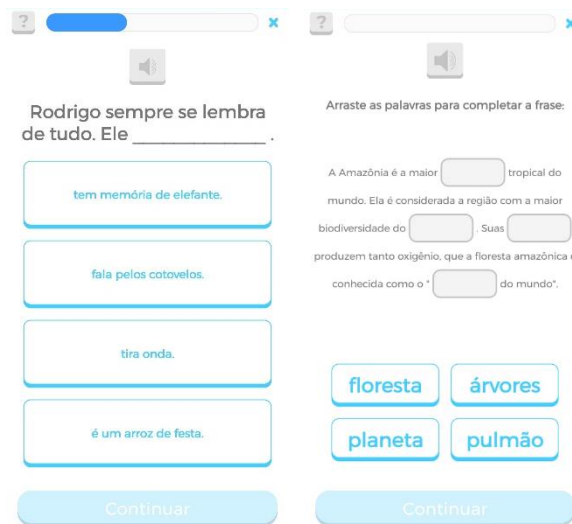 ?
×
Rodrigo sempre se lembra
de tudo. Ele ______________ .
tem memória de elefante.
fala pelos cotovelos.
tira onda.
é um arroz de festa.
Continuar
?
×
Arraste as palavras para completar a frase:
A Amazônia é a maior tropical do
mundo. Ela é considerada a região com a maior
biodiversidade do . Suas
produzem tanto oxigênio, que a floresta amazônica é
conhecida como o " do mundo".
floresta árvores
planeta pulmão
Continuar